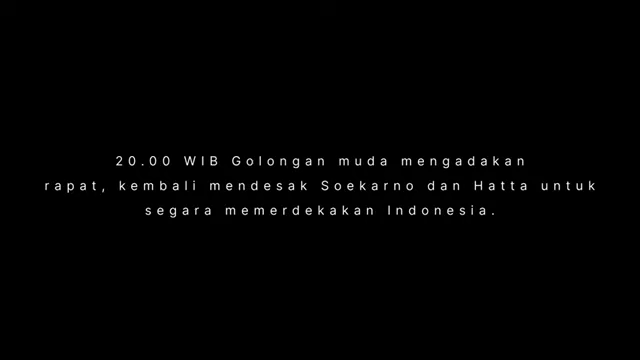 20.00 WIB Golongan muda mengadakan
rapat, kembali mendesak Soekarno dan Hatta untuk
segara memerdekakan Indonesia.